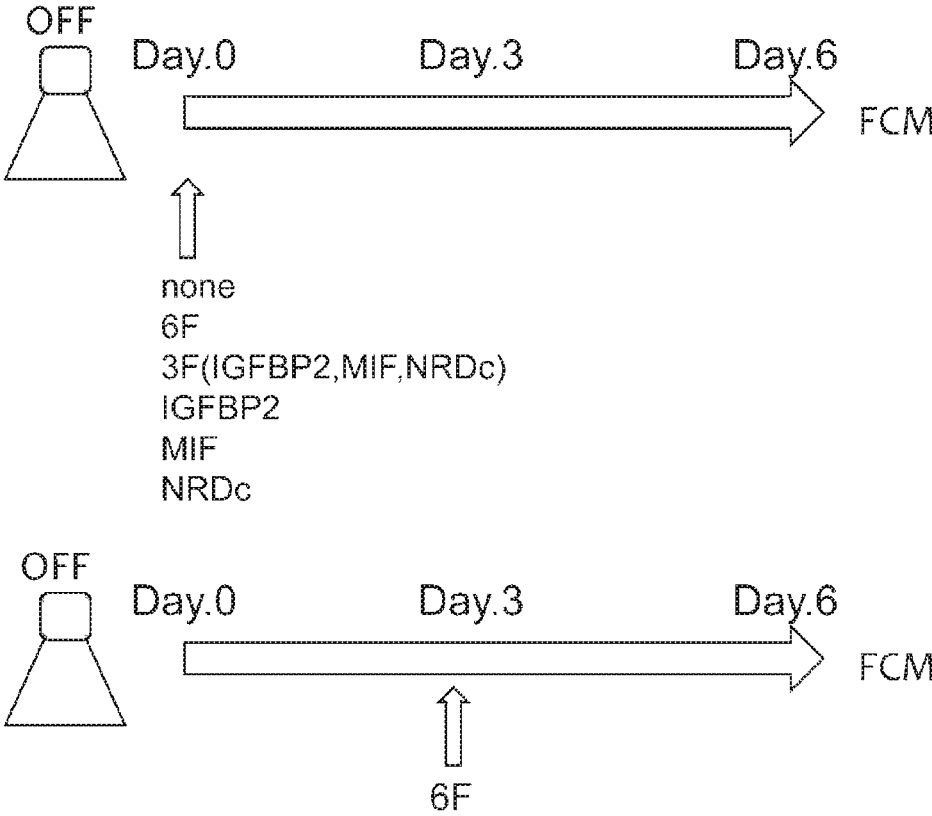 OFF
Day.0 Day.3 Day.6
FCM
none
6F
3F(IGFBP2,MIF,NRDc)
IGFBP2
MIF
NRDc
OFF
Day.0 Day.3 Day.6
FCM
6F